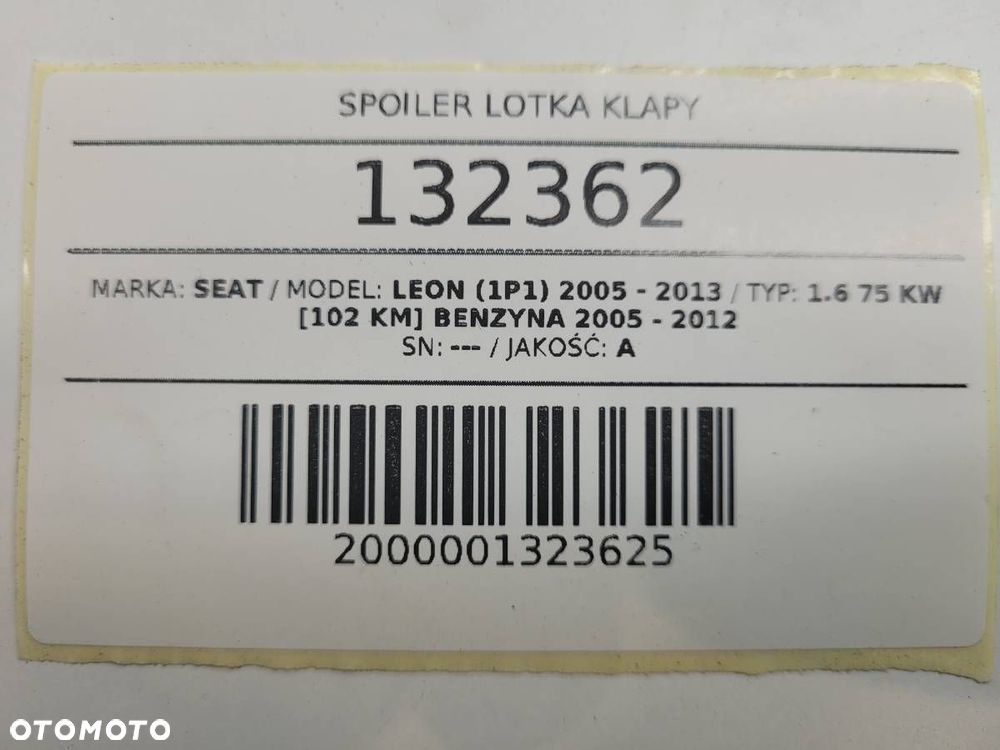 SPOILER LOTKA KLAPY
132362
MARKA: SEAT / MODEL: LEON (1P1) 2005 - 2013 / TYP: 1.6 75 KW
[102 KM] BENZYNA 2005 - 2012
SN: --- / JAKOŚĆ: A
2000001323625
OTOMOTO